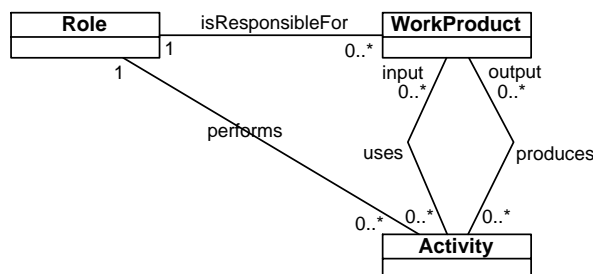 Role
isResponsibleFor
WorkProduct
1
1
0..*
input
output
0..*
0..*
performs
uses
produces
0..*
0..*
0..*
Activity